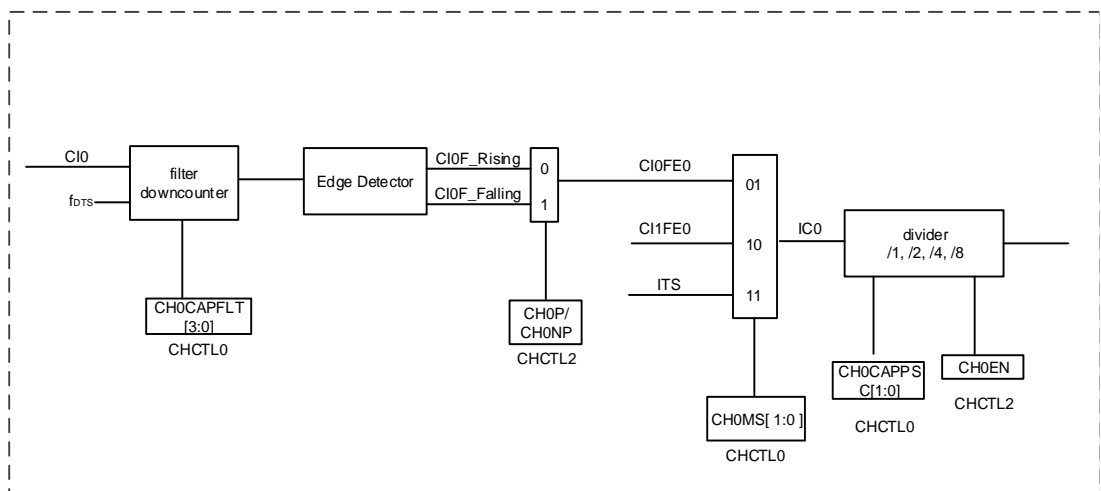 CI0
fDTS
filter
downcounter
CH0CAPFLT
[3:0]
CHCTL0
Edge Detector
CI0F_Rising
CI0F_Falling
0
1
CH0P/
CH0NP
CHCTL2
CI0FE0
CI1FE0
ITS
01
10
11
CH0MS[ 1:0 ]
CHCTL0
IC0
divider
/1, /2, /4, /8
CH0CAPPS
C[1:0]
CHCTL0
CH0EN
CHCTL2